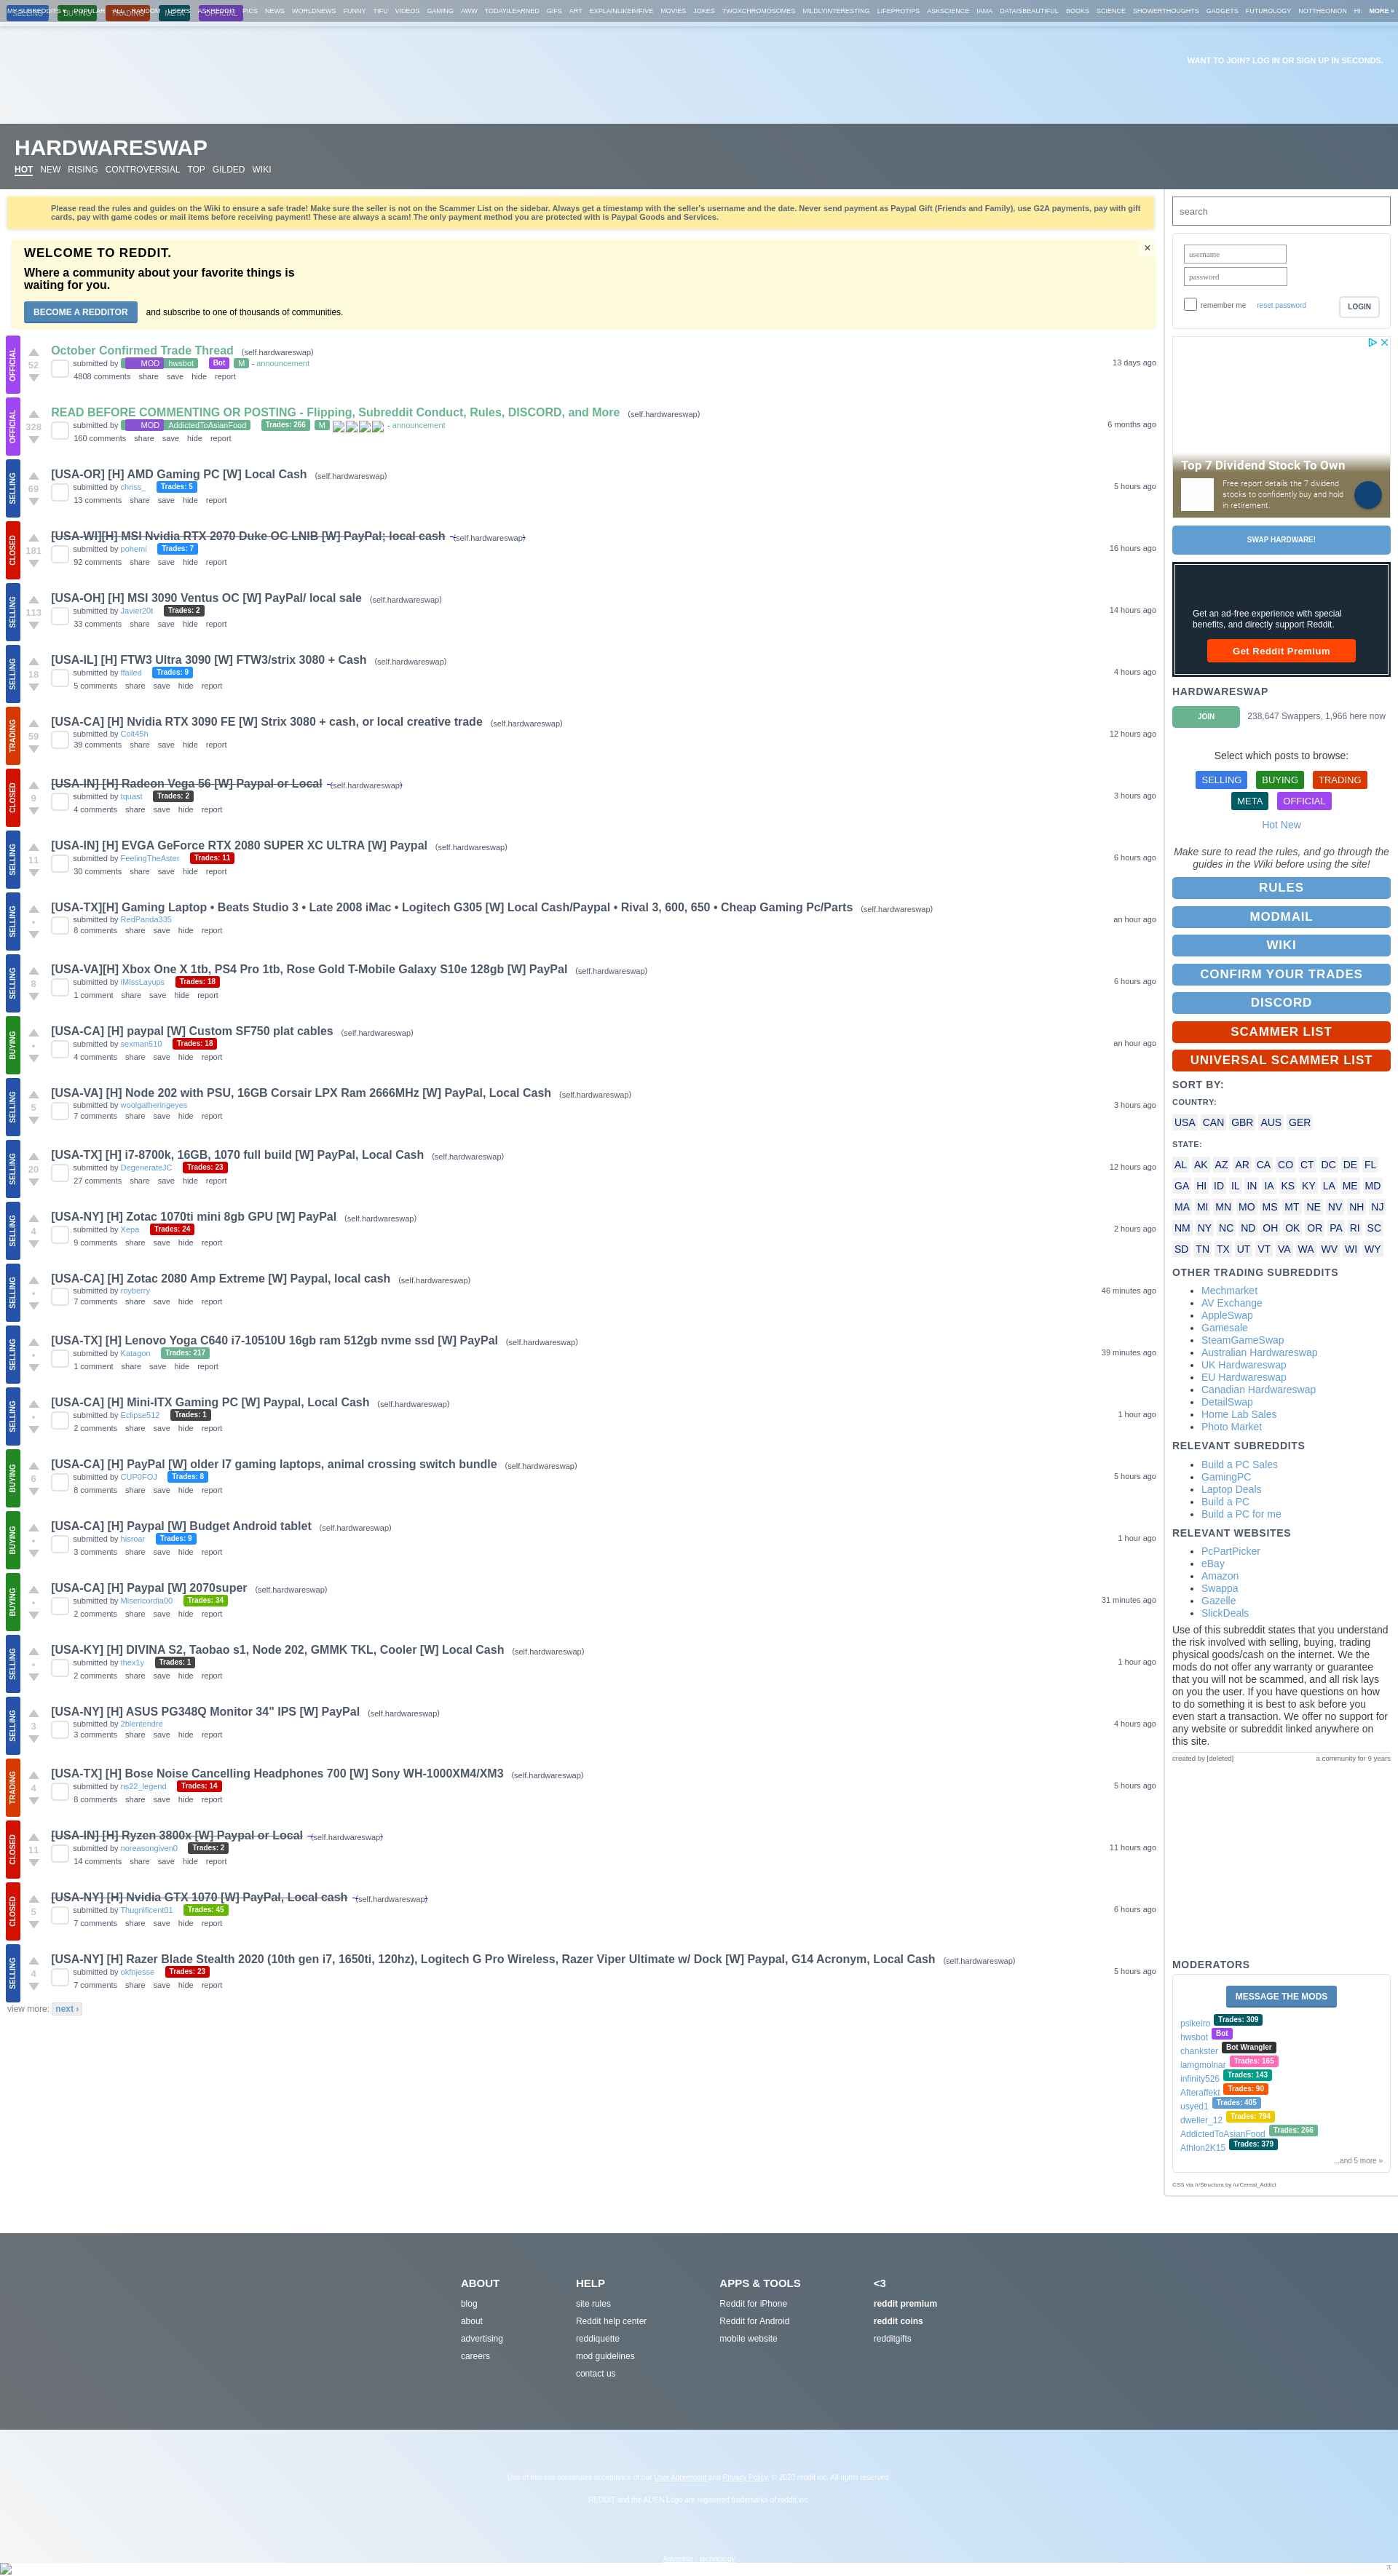 MY SUBREDDITS POPULAR ALL RANDOM USERS ASKREDDIT PICS NEWS WORLDNEWS FUNNY TIFU VIDEOS GAMING AWW TODAYILEARNED GIFS ART EXPLAINLIKEIMFIVE MOVIES JOKES TWOXCHROMOSOMES MILDLYINTERESTING LIFEPROTIPS ASKSCIENCE IAMA DATAISBEAUTIFUL BOOKS SCIENCE SHOWERTHOUGHTS GADGETS FUTUROLOGY NOTTHEONION MORE »
SELLING BUYING TRADING META OFFICIAL
WANT TO JOIN? LOG IN OR SIGN UP IN SECONDS.
HARDWARESWAP
HOT NEW RISING CONTROVERSIAL TOP GILDED WIKI
Please read the rules and guides on the Wiki to ensure a safe trade! Make sure the seller is not on the Scammer List on the sidebar. Always get a timestamp with the seller's username and the date. Never send payment as Paypal Gift (Friends and Family), use G2A payments, pay with gift
cards, pay with game codes or mail items before receiving payment! These are always a scam! The only payment method you are protected with is Paypal Goods and Services.
WELCOME TO REDDIT.
×
Where a community about your favorite things is
waiting for you.
BECOME A REDDITOR and subscribe to one of thousands of communities.
OFFICIAL
52
October Confirmed Trade Thread (self.hardwareswap)
submitted by MOD hwsbot Bot M - announcement
13 days ago
4808 comments share save hide report
OFFICIAL
328
READ BEFORE COMMENTING OR POSTING - Flipping, Subreddit Conduct, Rules, DISCORD, and More (self.hardwareswap)
submitted by MOD AddictedToAsianFood Trades: 266 M - announcement
6 months ago
160 comments share save hide report
SELLING
69
[USA-OR] [H] AMD Gaming PC [W] Local Cash (self.hardwareswap)
submitted by chriss_ Trades: 5
5 hours ago
13 comments share save hide report
CLOSED
181
[USA-WI][H] MSI Nvidia RTX 2070 Duke OC LNIB [W] PayPal; local cash (self.hardwareswap)
submitted by pohemi Trades: 7
16 hours ago
92 comments share save hide report
SELLING
113
[USA-OH] [H] MSI 3090 Ventus OC [W] PayPal/ local sale (self.hardwareswap)
submitted by Javier20t Trades: 2
14 hours ago
33 comments share save hide report
SELLING
18
[USA-IL] [H] FTW3 Ultra 3090 [W] FTW3/strix 3080 + Cash (self.hardwareswap)
submitted by ffailed Trades: 9
4 hours ago
5 comments share save hide report
TRADING
59
[USA-CA] [H] Nvidia RTX 3090 FE [W] Strix 3080 + cash, or local creative trade (self.hardwareswap)
submitted by Colt45h
12 hours ago
39 comments share save hide report
CLOSED
9
[USA-IN] [H] Radeon Vega 56 [W] Paypal or Local (self.hardwareswap)
submitted by tquast Trades: 2
3 hours ago
4 comments share save hide report
SELLING
11
[USA-IN] [H] EVGA GeForce RTX 2080 SUPER XC ULTRA [W] Paypal (self.hardwareswap)
submitted by FeelingTheAster Trades: 11
6 hours ago
30 comments share save hide report
SELLING
•
[USA-TX][H] Gaming Laptop • Beats Studio 3 • Late 2008 iMac • Logitech G305 [W] Local Cash/Paypal • Rival 3, 600, 650 • Cheap Gaming Pc/Parts (self.hardwareswap)
submitted by RedPanda335
an hour ago
8 comments share save hide report
SELLING
8
[USA-VA][H] Xbox One X 1tb, PS4 Pro 1tb, Rose Gold T-Mobile Galaxy S10e 128gb [W] PayPal (self.hardwareswap)
submitted by iMissLayups Trades: 18
6 hours ago
1 comment share save hide report
BUYING
•
[USA-CA] [H] paypal [W] Custom SF750 plat cables (self.hardwareswap)
submitted by sexman510 Trades: 18
an hour ago
4 comments share save hide report
SELLING
5
[USA-VA] [H] Node 202 with PSU, 16GB Corsair LPX Ram 2666MHz [W] PayPal, Local Cash (self.hardwareswap)
submitted by woolgatheringeyes
3 hours ago
7 comments share save hide report
SELLING
20
[USA-TX] [H] i7-8700k, 16GB, 1070 full build [W] PayPal, Local Cash (self.hardwareswap)
submitted by DegenerateJC Trades: 23
12 hours ago
27 comments share save hide report
SELLING
4
[USA-NY] [H] Zotac 1070ti mini 8gb GPU [W] PayPal (self.hardwareswap)
submitted by Xepa Trades: 24
2 hours ago
9 comments share save hide report
SELLING
•
[USA-CA] [H] Zotac 2080 Amp Extreme [W] Paypal, local cash (self.hardwareswap)
submitted by royberry
46 minutes ago
7 comments share save hide report
SELLING
•
[USA-TX] [H] Lenovo Yoga C640 i7-10510U 16gb ram 512gb nvme ssd [W] PayPal (self.hardwareswap)
submitted by Katagon Trades: 217
39 minutes ago
1 comment share save hide report
SELLING
•
[USA-CA] [H] Mini-ITX Gaming PC [W] Paypal, Local Cash (self.hardwareswap)
submitted by Eclipse512 Trades: 1
1 hour ago
2 comments share save hide report
BUYING
6
[USA-CA] [H] PayPal [W] older I7 gaming laptops, animal crossing switch bundle (self.hardwareswap)
submitted by CUP0FOJ Trades: 8
5 hours ago
8 comments share save hide report
BUYING
•
[USA-CA] [H] Paypal [W] Budget Android tablet (self.hardwareswap)
submitted by hisroar Trades: 9
1 hour ago
3 comments share save hide report
BUYING
•
[USA-CA] [H] Paypal [W] 2070super (self.hardwareswap)
submitted by Misericordia00 Trades: 34
31 minutes ago
2 comments share save hide report
SELLING
•
[USA-KY] [H] DIVINA S2, Taobao s1, Node 202, GMMK TKL, Cooler [W] Local Cash (self.hardwareswap)
submitted by thex1y Trades: 1
1 hour ago
2 comments share save hide report
SELLING
3
[USA-NY] [H] ASUS PG348Q Monitor 34" IPS [W] PayPal (self.hardwareswap)
submitted by 2blentendre
4 hours ago
3 comments share save hide report
TRADING
4
[USA-TX] [H] Bose Noise Cancelling Headphones 700 [W] Sony WH-1000XM4/XM3 (self.hardwareswap)
submitted by ns22_legend Trades: 14
5 hours ago
8 comments share save hide report
CLOSED
11
[USA-IN] [H] Ryzen 3800x [W] Paypal or Local (self.hardwareswap)
submitted by noreasongiven0 Trades: 2
11 hours ago
14 comments share save hide report
CLOSED
5
[USA-NY] [H] Nvidia GTX 1070 [W] PayPal, Local cash (self.hardwareswap)
submitted by Thugnificent01 Trades: 45
6 hours ago
7 comments share save hide report
SELLING
4
[USA-NY] [H] Razer Blade Stealth 2020 (10th gen i7, 1650ti, 120hz), Logitech G Pro Wireless, Razer Viper Ultimate w/ Dock [W] Paypal, G14 Acronym, Local Cash (self.hardwareswap)
submitted by okfnjesse Trades: 23
5 hours ago
7 comments share save hide report
view more: next ›
search
username
password
remember me reset password LOGIN
Top 7 Dividend Stock To Own
Free report details the 7 dividend
stocks to confidently buy and hold
in retirement.
SWAP HARDWARE!
Get an ad-free experience with special
benefits, and directly support Reddit.
Get Reddit Premium
HARDWARESWAP
JOIN 238,647 Swappers, 1,966 here now
Select which posts to browse:
SELLING BUYING TRADING
META OFFICIAL
Hot New
Make sure to read the rules, and go through the
guides in the Wiki before using the site!
RULES
MODMAIL
WIKI
CONFIRM YOUR TRADES
DISCORD
SCAMMER LIST
UNIVERSAL SCAMMER LIST
SORT BY:
COUNTRY:
USA CAN GBR AUS GER
STATE:
AL AK AZ AR CA CO CT DC DE FL
GA HI ID IL IN IA KS KY LA ME MD
MA MI MN MO MS MT NE NV NH NJ
NM NY NC ND OH OK OR PA RI SC
SD TN TX UT VT VA WA WV WI WY
OTHER TRADING SUBREDDITS
• Mechmarket
• AV Exchange
• AppleSwap
• Gamesale
• SteamGameSwap
• Australian Hardwareswap
• UK Hardwareswap
• EU Hardwareswap
• Canadian Hardwareswap
• DetailSwap
• Home Lab Sales
• Photo Market
RELEVANT SUBREDDITS
• Build a PC Sales
• GamingPC
• Laptop Deals
• Build a PC
• Build a PC for me
RELEVANT WEBSITES
• PcPartPicker
• eBay
• Amazon
• Swappa
• Gazelle
• SlickDeals
Use of this subreddit states that you understand
the risk involved with selling, buying, trading
physical goods/cash on the internet. We the
mods do not offer any warranty or guarantee
that you will not be scammed, and all risk lays
on you the user. If you have questions on how
to do something it is best to ask before you
even start a transaction. We offer no support for
any website or subreddit linked anywhere on
this site.
created by [deleted] a community for 9 years
MODERATORS
MESSAGE THE MODS
psikeiro Trades: 309
hwsbot Bot
chankster Bot Wrangler
iamgmolnar Trades: 165
infinity526 Trades: 143
Afteraffekt Trades: 90
usyed1 Trades: 405
dweller_12 Trades: 794
AddictedToAsianFood Trades: 266
Athlon2K15 Trades: 379
...and 5 more »
CSS via /r/Structura by /u/Cereal_Addict
ABOUT
blog
about
advertising
careers
HELP
site rules
Reddit help center
reddiquette
mod guidelines
contact us
APPS & TOOLS
Reddit for iPhone
Reddit for Android
mobile website
<3
reddit premium
reddit coins
redditgifts
Use of this site constitutes acceptance of our User Agreement and Privacy Policy. © 2020 reddit inc. All rights reserved.
REDDIT and the ALIEN Logo are registered trademarks of reddit inc.
Advertise - technology
π